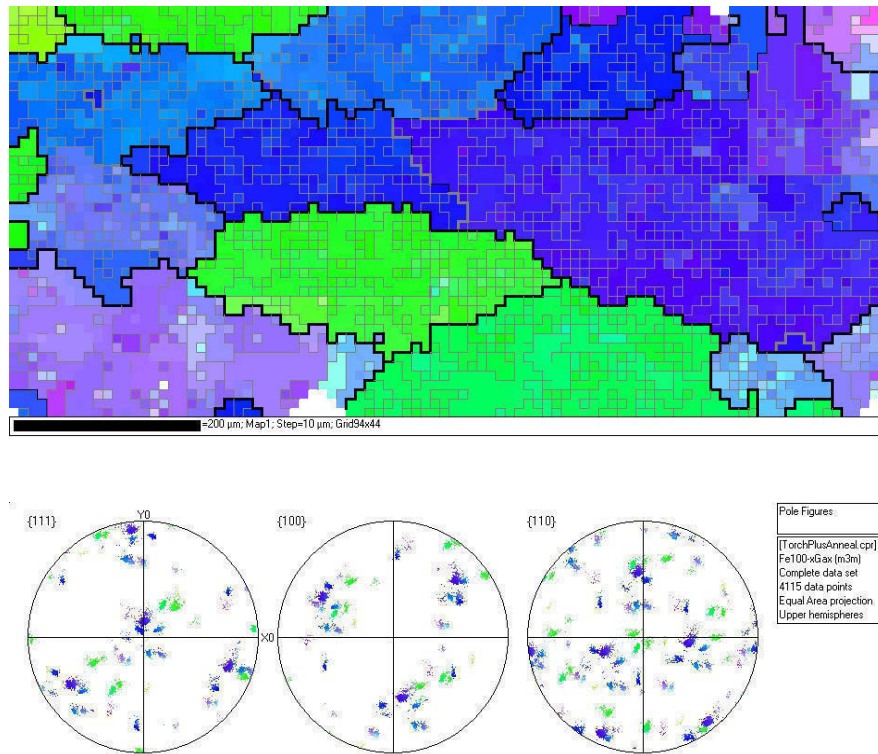 =200 µm; Map1; Step=10 µm; Grid94x44
{111}
Y0
X0
{100}
{110}
Pole Figures
[TorchPlusAnneal.cpr]
Fe100-xGax (m3m)
Complete data set
4115 data points
Equal Area projection
Upper hemispheres